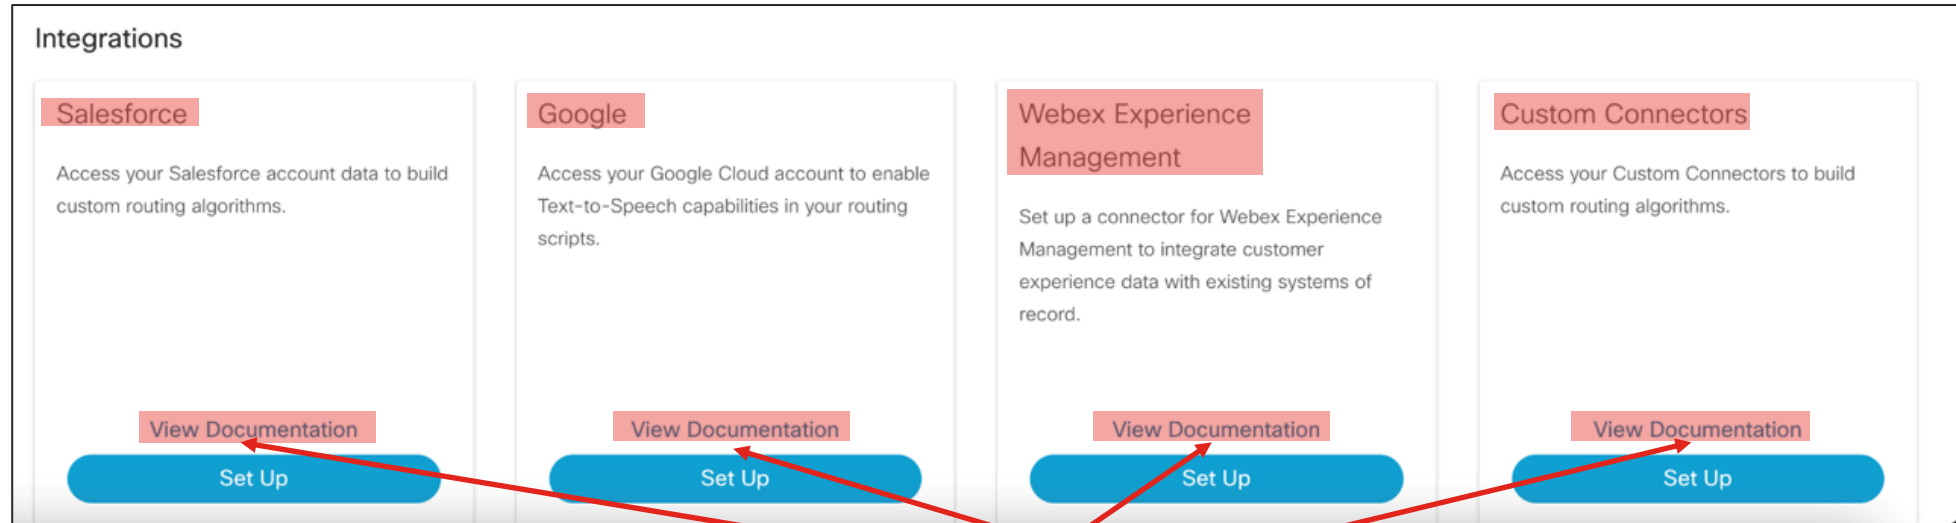 Integrations
Salesforce
Access your Salesforce account data to build
custom routing algorithms.
View Documentation
Set Up
Google
Access your Google Cloud account to enable
Text-to-Speech capabilities in your routing
scripts.
View Documentation
Set Up
Webex Experience
Management
Set up a connector for Webex Experience
Management to integrate customer
experience data with existing systems of
record.
View Documentation
Set Up
Custom Connectors
Access your Custom Connectors to build
custom routing algorithms.
View Documentation
Set Up